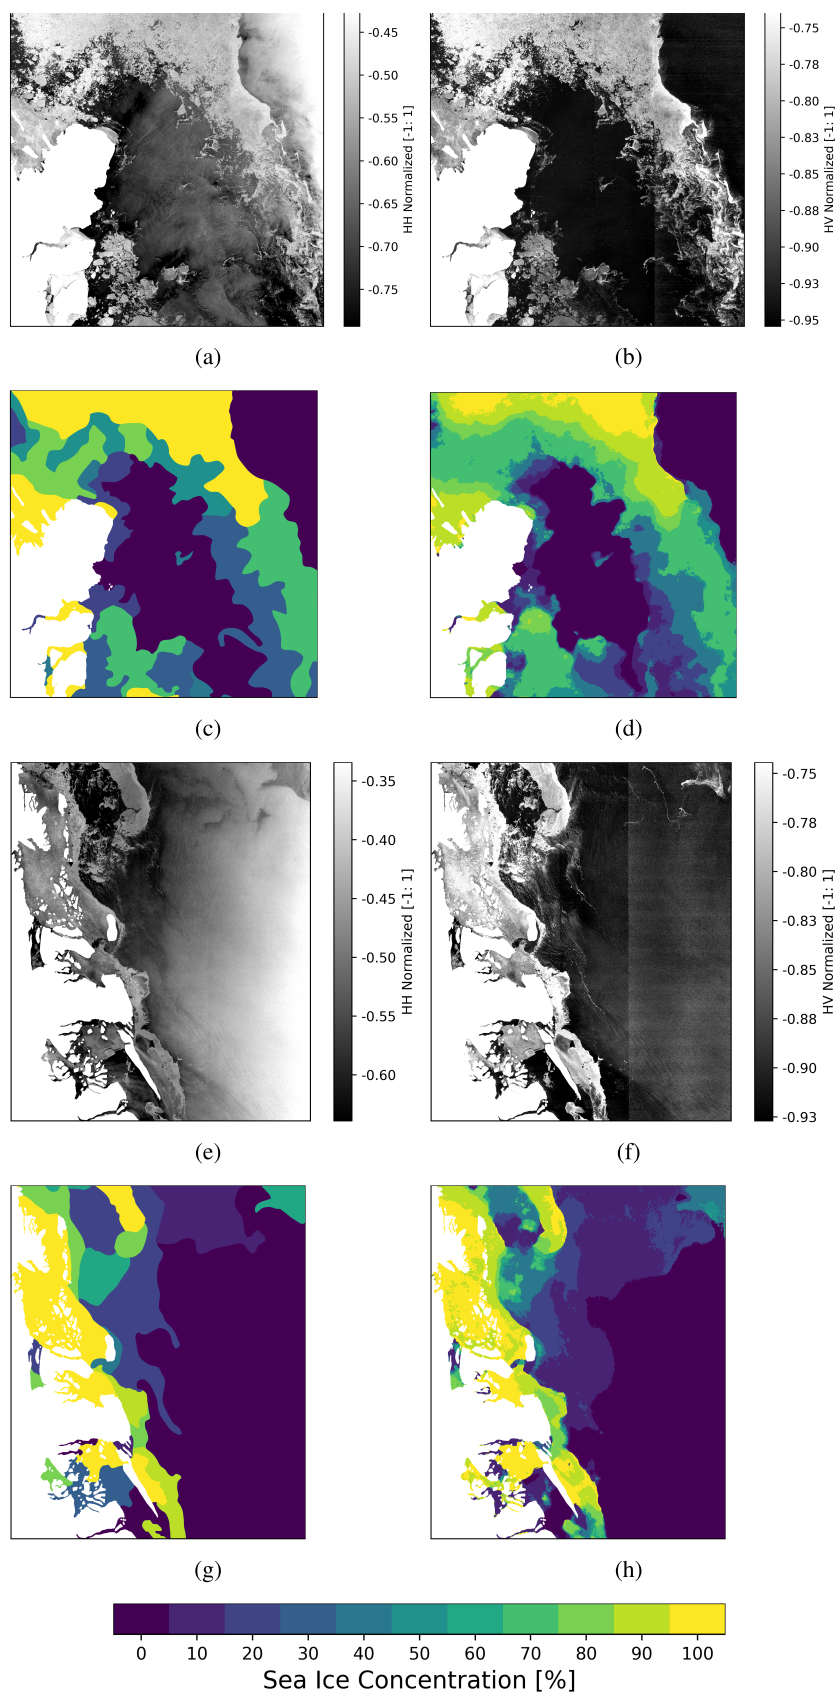 -0.45
-0.50
-0.55
-0.60
-0.65
-0.70
-0.75
HH Normalized [-1: 1]
-0.75
-0.78
-0.80
-0.83
-0.85
-0.88
-0.90
-0.93
-0.95
HV Normalized [-1: 1]
(a)
(b)
(c)
(d)
-0.35
-0.40
-0.45
-0.50
-0.55
-0.60
HH Normalized [-1: 1]
-0.75
-0.78
-0.80
-0.83
-0.85
-0.88
-0.90
-0.93
HV Normalized [-1: 1]
(e)
(f)
(g)
(h)
0 10 20 30 40 50 60 70 80 90 100
Sea Ice Concentration [%]